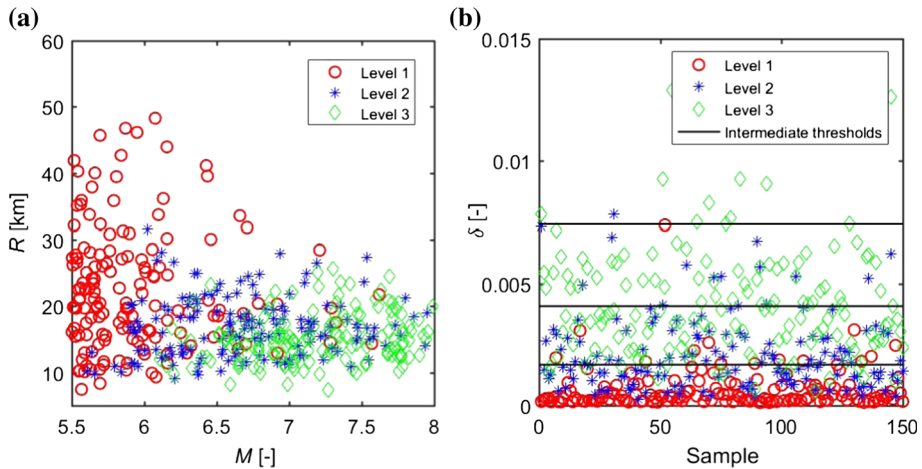 (a)
60
50
40
30
20
10
R [km]
5.5 6 6.5 7 7.5 8
M [-]
Level 1
Level 2
Level 3
(b)
0.015
0.01
0.005
0
δ [-]
0 50 100 150
Sample
Level 1
Level 2
Level 3
Intermediate thresholds